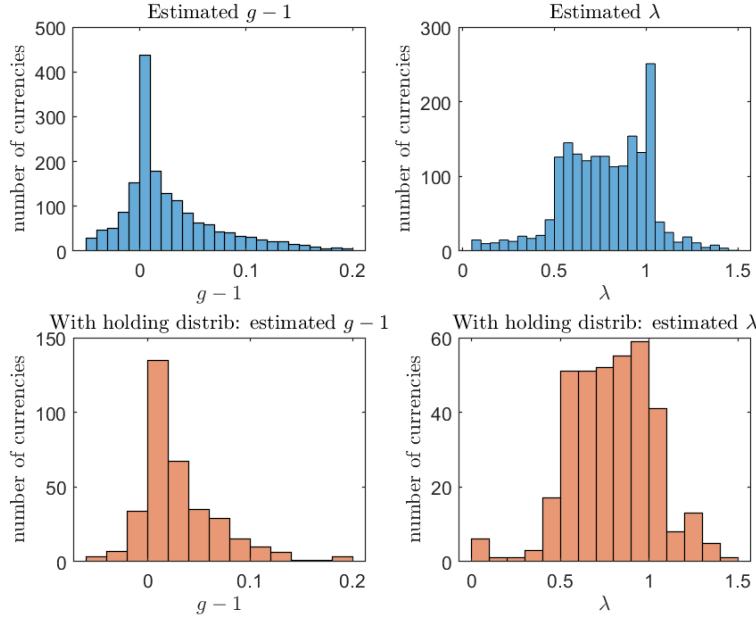 Estimated g − 1
500
400
300
200
100
0
number of currencies
0
0.1
0.2
g − 1
Estimated λ
300
200
100
0
number of currencies
0
0.5
1
1.5
λ
With holding distrib: estimated g − 1
150
100
50
0
number of currencies
0
0.1
0.2
g − 1
With holding distrib: estimated λ
60
40
20
0
number of currencies
0
0.5
1
1.5
λ